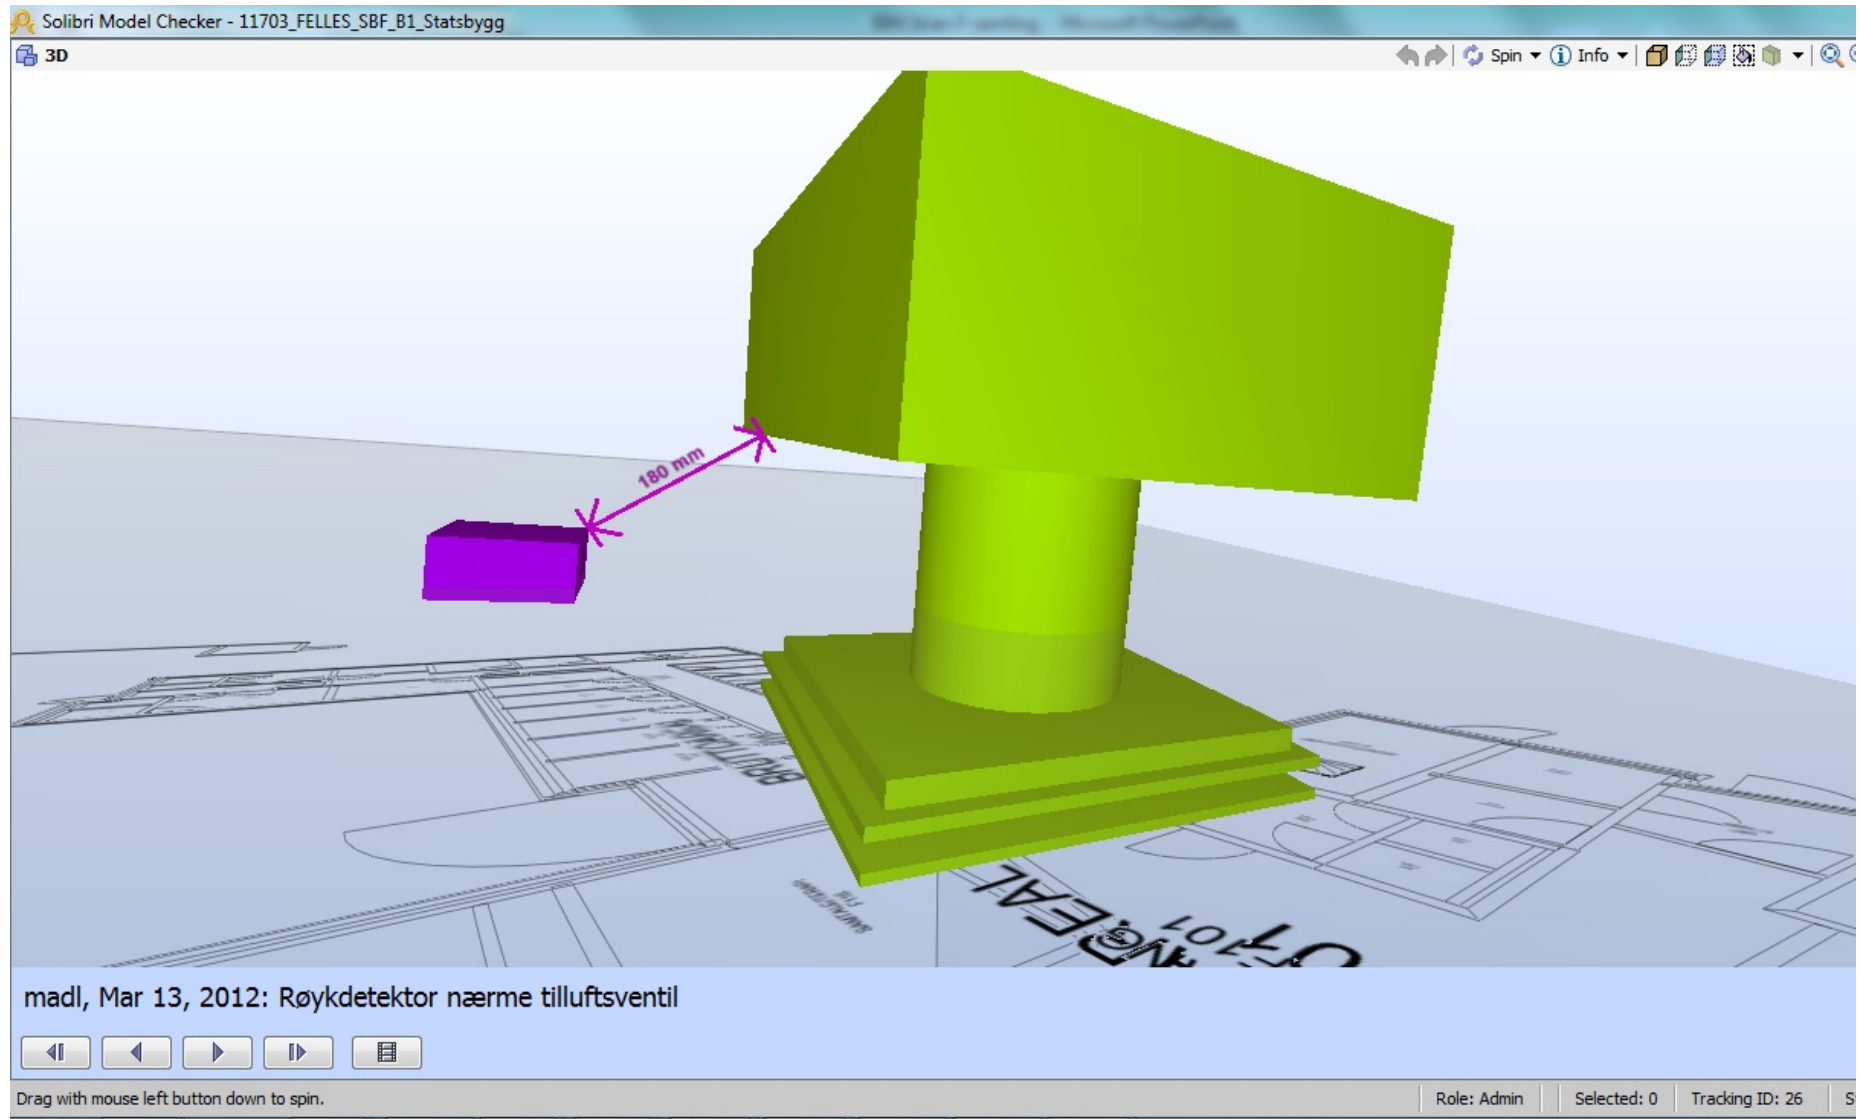 Solibri Model Checker - 11703_FELLES_SBF_B1_Statsbygg
3D
Spin
Info
180 mm
101
madl, Mar 13, 2012: Røykdetektor nærme tilluftsventil
Drag with mouse left button down to spin.
Role: Admin
Selected: 0
Tracking ID: 26